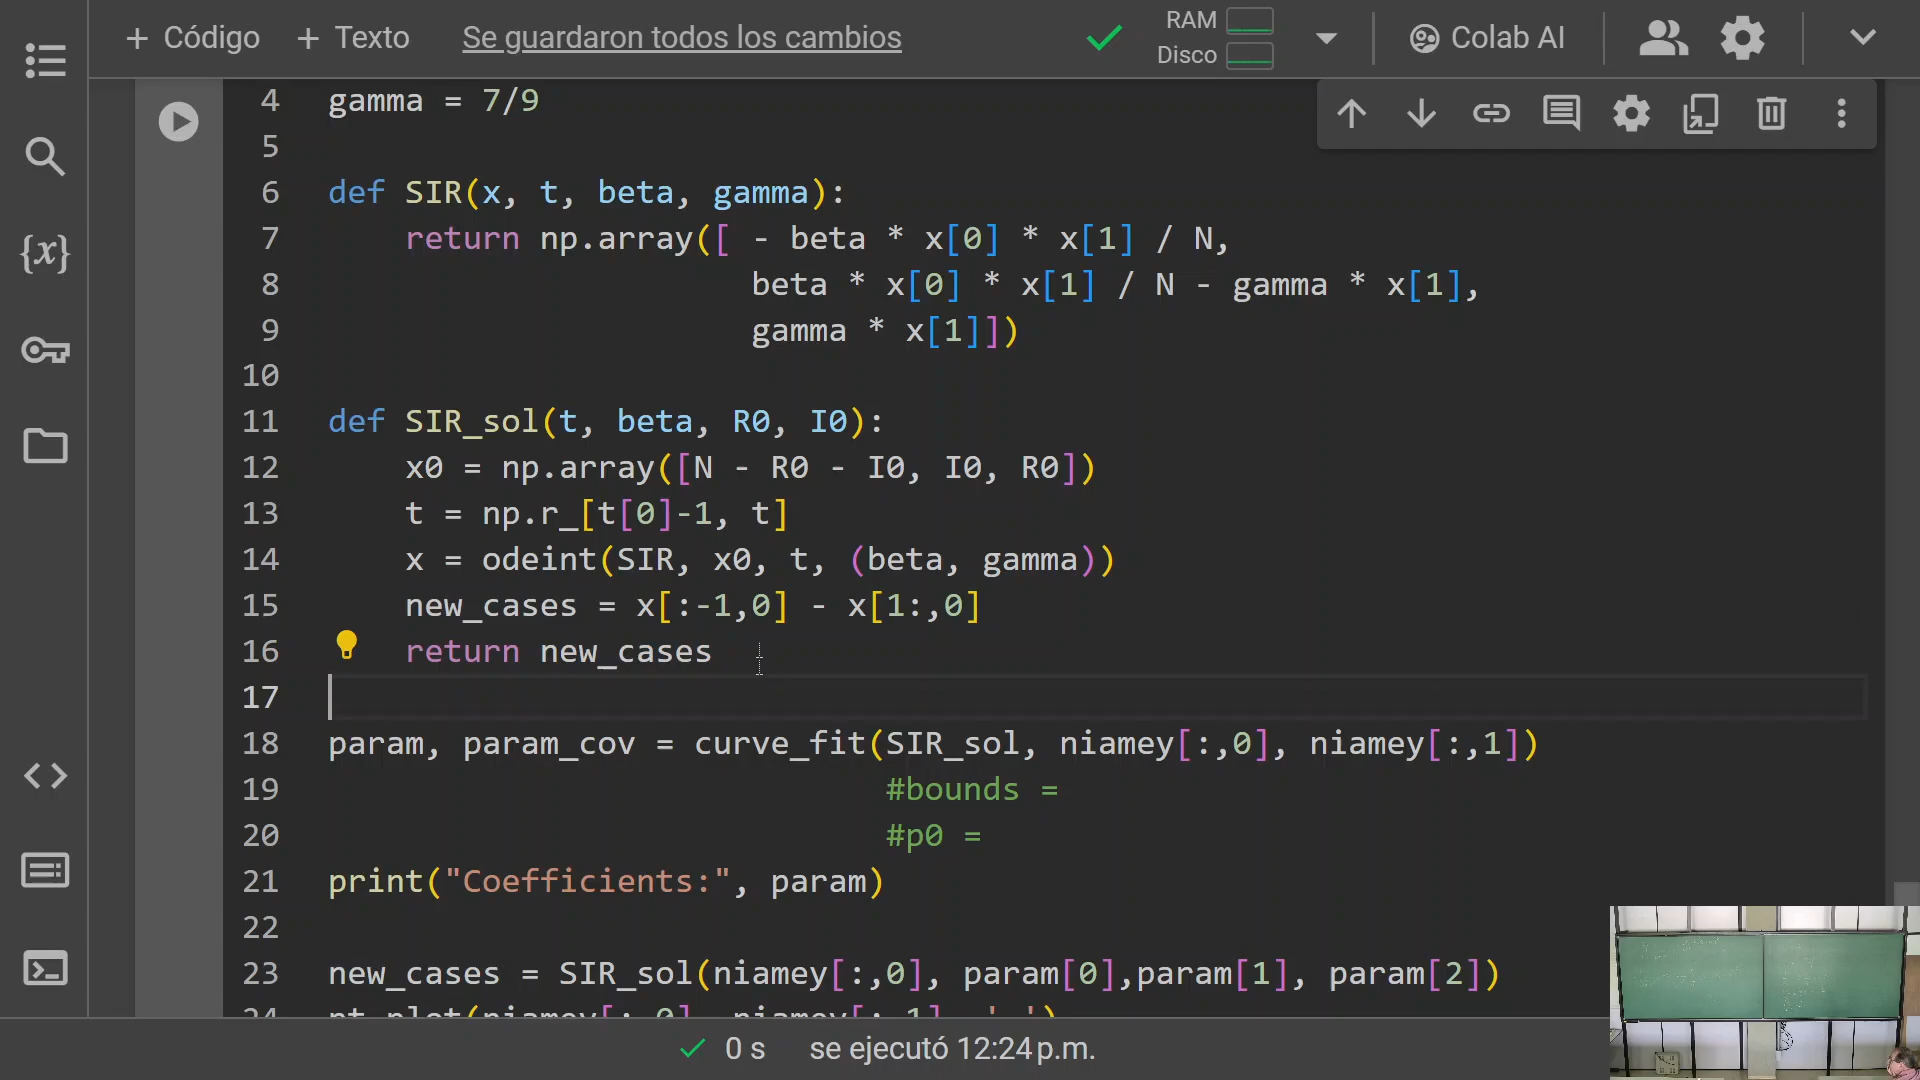 + Código + Texto Se guardaron todos los cambios RAM Disco Colab AI
4 gamma = 7/9
5
6 def SIR(x, t, beta, gamma):
7 return np.array([ - beta * x[0] * x[1] / N,
8 beta * x[0] * x[1] / N - gamma * x[1],
9 gamma * x[1]])
10
11 def SIR_sol(t, beta, R0, I0):
12 x0 = np.array([N - R0 - I0, I0, R0])
13 t = np.r_[t[0]-1, t]
14 x = odeint(SIR, x0, t, (beta, gamma))
15 new_cases = x[:-1,0] - x[1:,0]
16 return new_cases
17
18 param, param_cov = curve_fit(SIR_sol, niamey[:,0], niamey[:,1])
19 #bounds =
20 #p0 =
21 print("Coefficients:", param)
22
23 new_cases = SIR_sol(niamey[:,0], param[0],param[1], param[2])
0 s se ejecutó 12:24 p.m.